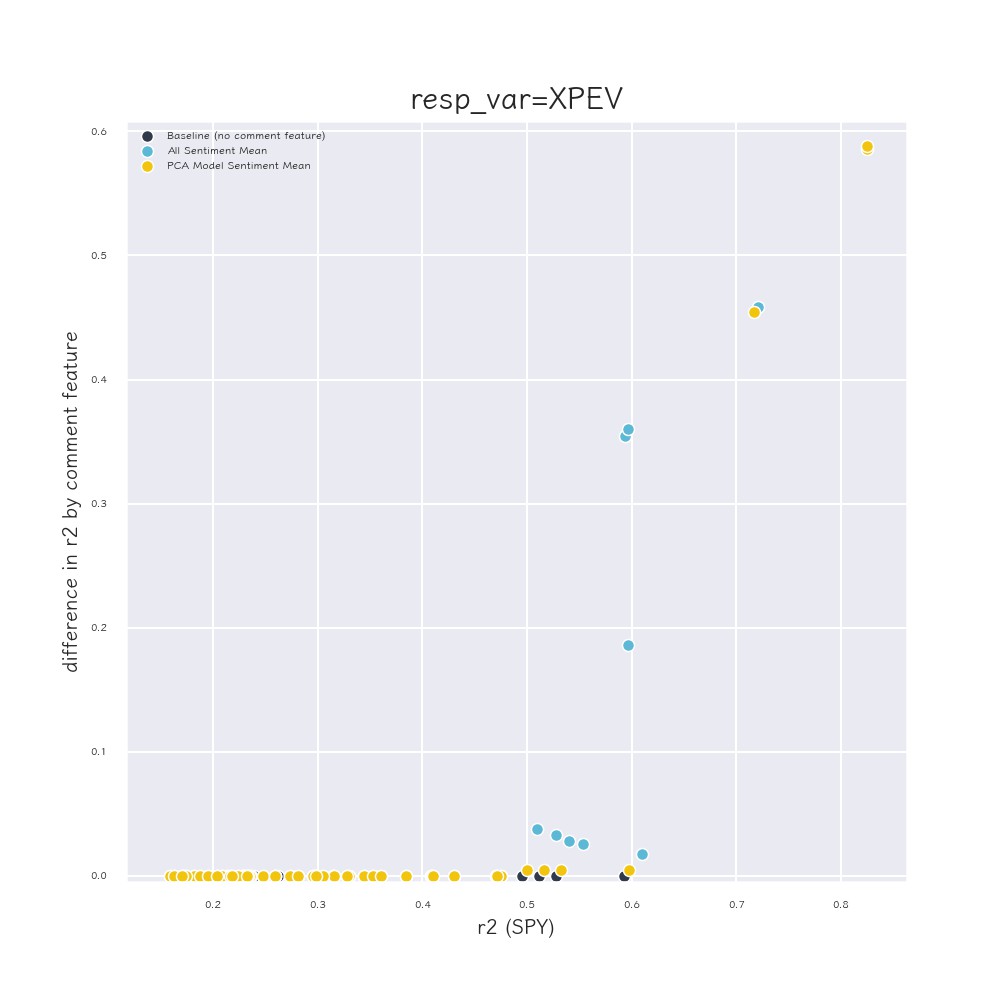 resp_var=XPEV
Baseline (no comment feature)
All Sentiment Mean
PCA Model Sentiment Mean
difference in r2 by comment feature
0.6
0.5
0.4
0.3
0.2
0.1
0.0
0.2 0.3 0.4 0.5 0.6 0.7 0.8
r2 (SPY)